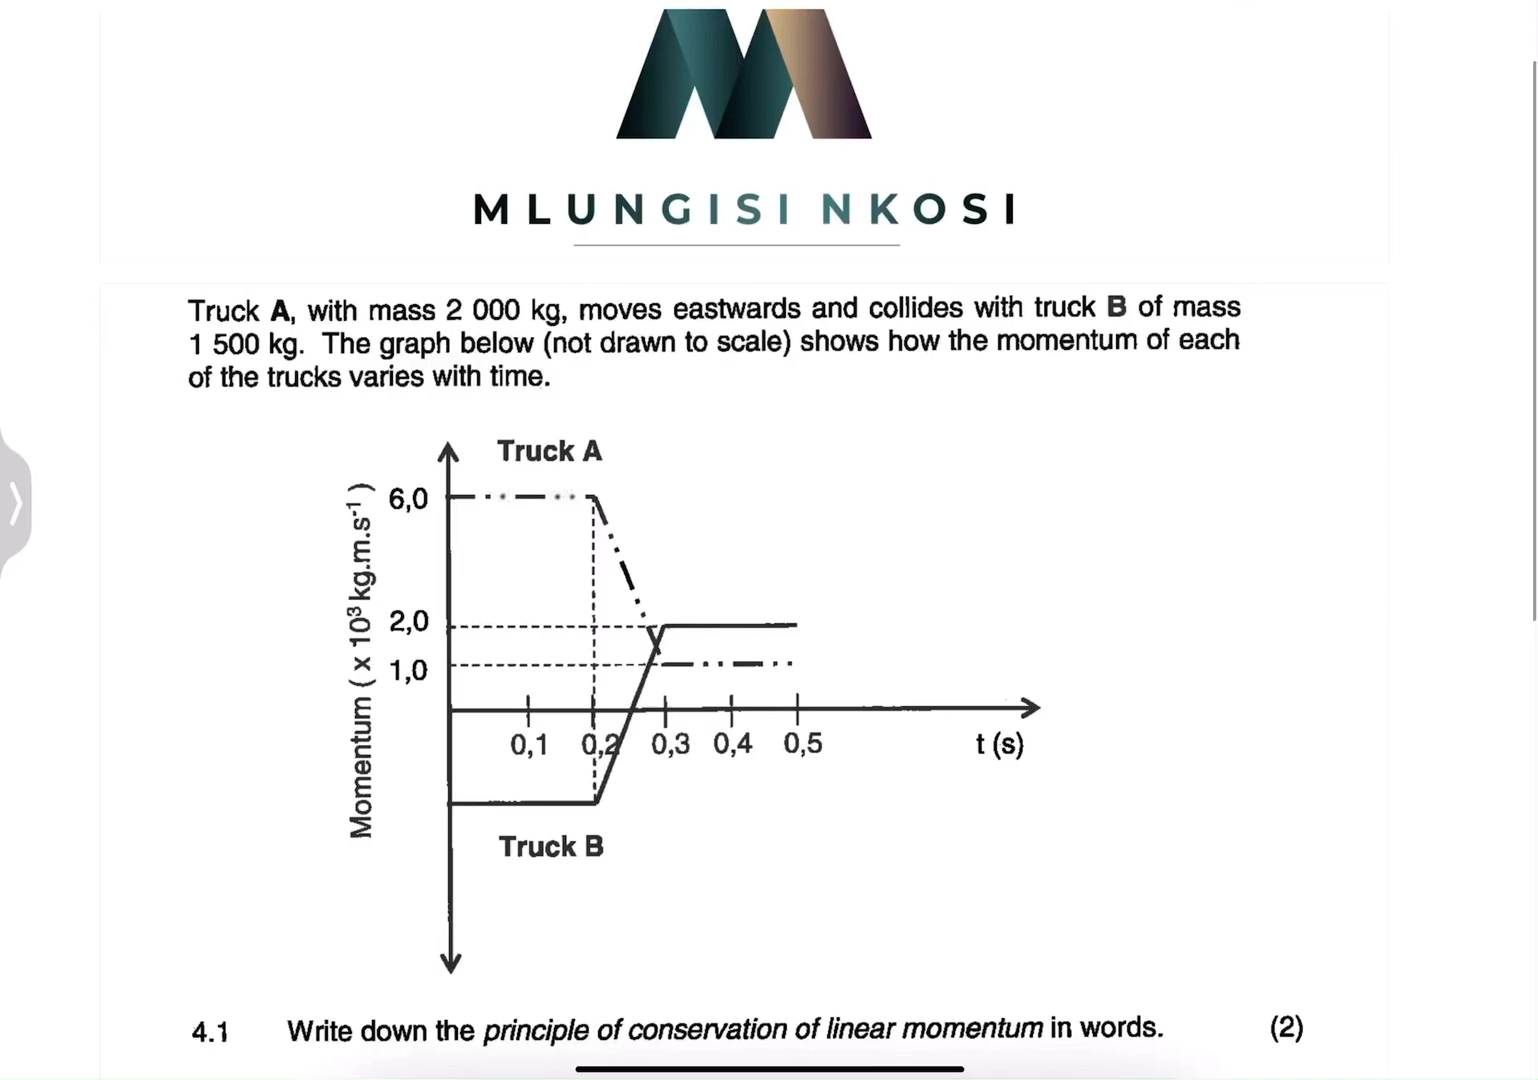 MLUNGISI NKOSI
Truck A, with mass 2 000 kg, moves eastwards and collides with truck B of mass
1 500 kg. The graph below (not drawn to scale) shows how the momentum of each
of the trucks varies with time.
Truck A
Momentum ( x 10³ kg.m.s⁻¹ )
6,0
2,0
1,0
0,1 0,2 0,3 0,4 0,5
t (s)
Truck B
4.1 Write down the principle of conservation of linear momentum in words. (2)